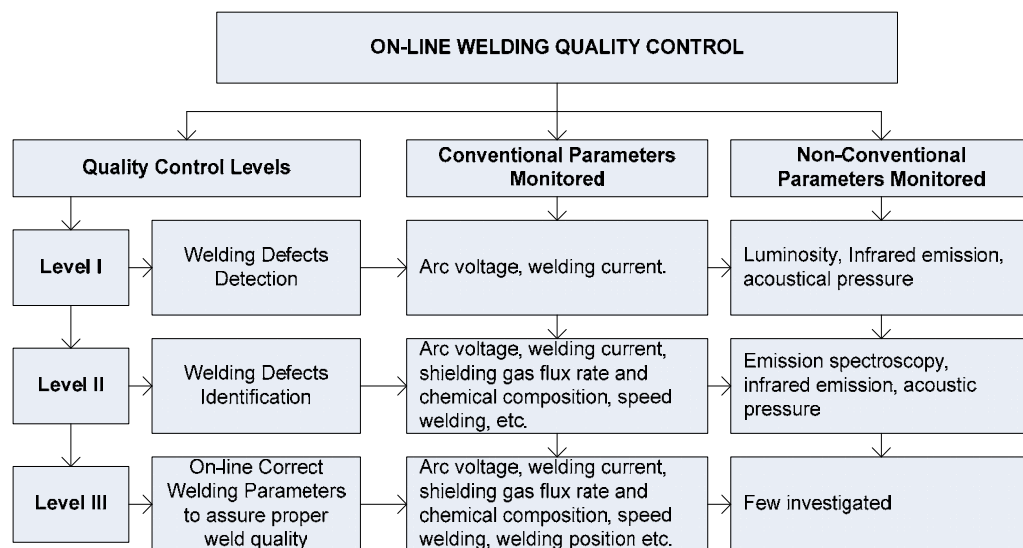 ON-LINE WELDING QUALITY CONTROL
Quality Control Levels
Conventional Parameters
Monitored
Non-Conventional
Parameters Monitored
Level I
Welding Defects
Detection
Arc voltage, welding current.
Luminosity, Infrared emission,
acoustical pressure
Level II
Welding Defects
Identification
Arc voltage, welding current,
shielding gas flux rate and
chemical composition, speed
welding, etc.
Emission spectroscopy,
infrared emission, acoustic
pressure
Level III
On-line Correct
Welding Parameters
to assure proper
weld quality
Arc voltage, welding current,
shielding gas flux rate and
chemical composition, speed
welding, welding position etc.
Few investigated